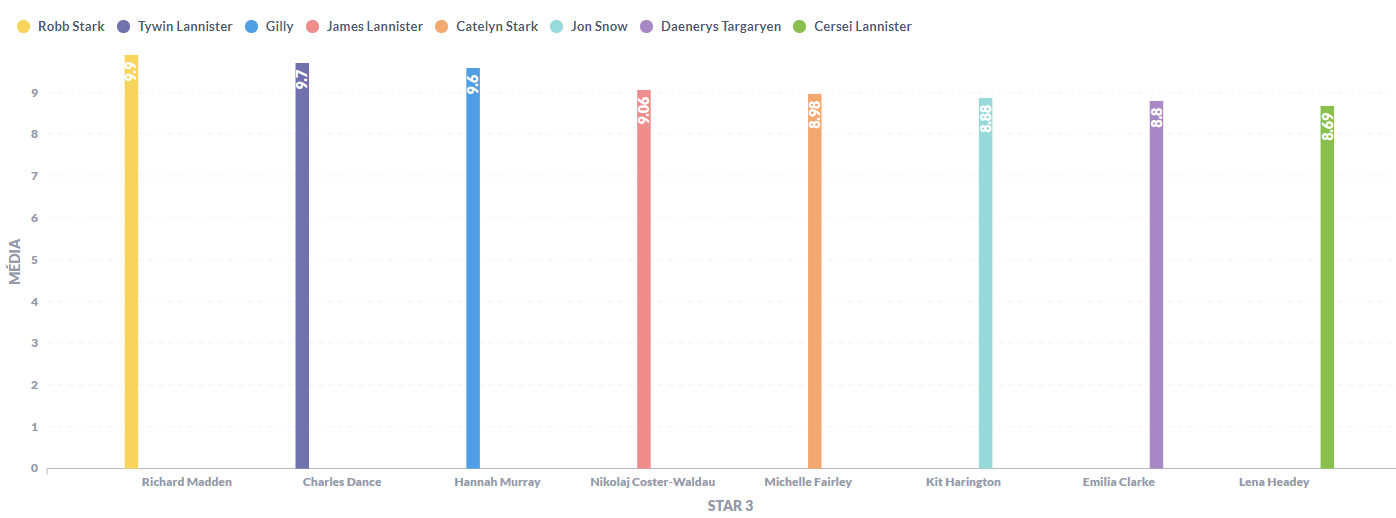 Robb Stark Tywin Lannister Gilly James Lannister Catelyn Stark Jon Snow Daenerys Targaryen Cersei Lannister
9.9 9.7 9.6 9.06 8.98 8.88 8.8 8.69
9
8
7
6
5
4
3
2
1
0
MÉDIA
Richard Madden Charles Dance Hannah Murray Nikolaj Coster-Waldau Michelle Fairley Kit Harington Emilia Clarke Lena Headey
STAR 3